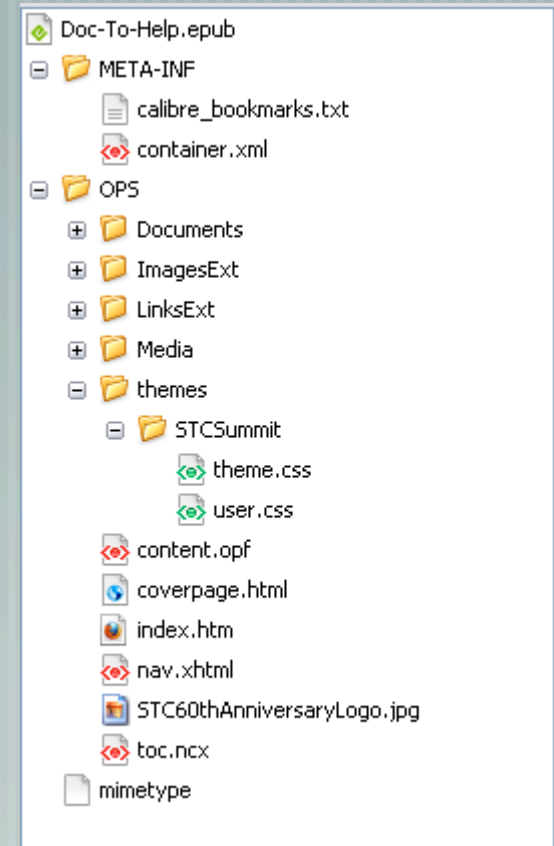 Doc-To-Help.epub
META-INF
calibre_bookmarks.txt
container.xml
OPS
Documents
ImagesExt
LinksExt
Media
themes
STCSummit
theme.css
user.css
content.opf
coverpage.html
index.htm
nav.xhtml
STC60thAnniversaryLogo.jpg
toc.ncx
mimetype